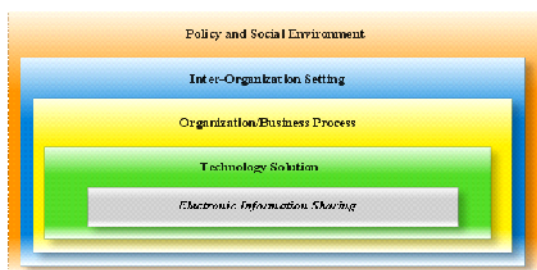 Policy and Social Environment
Inter-Organization Setting
Organization/Business Process
Technology Solution
Electronic Information Sharing